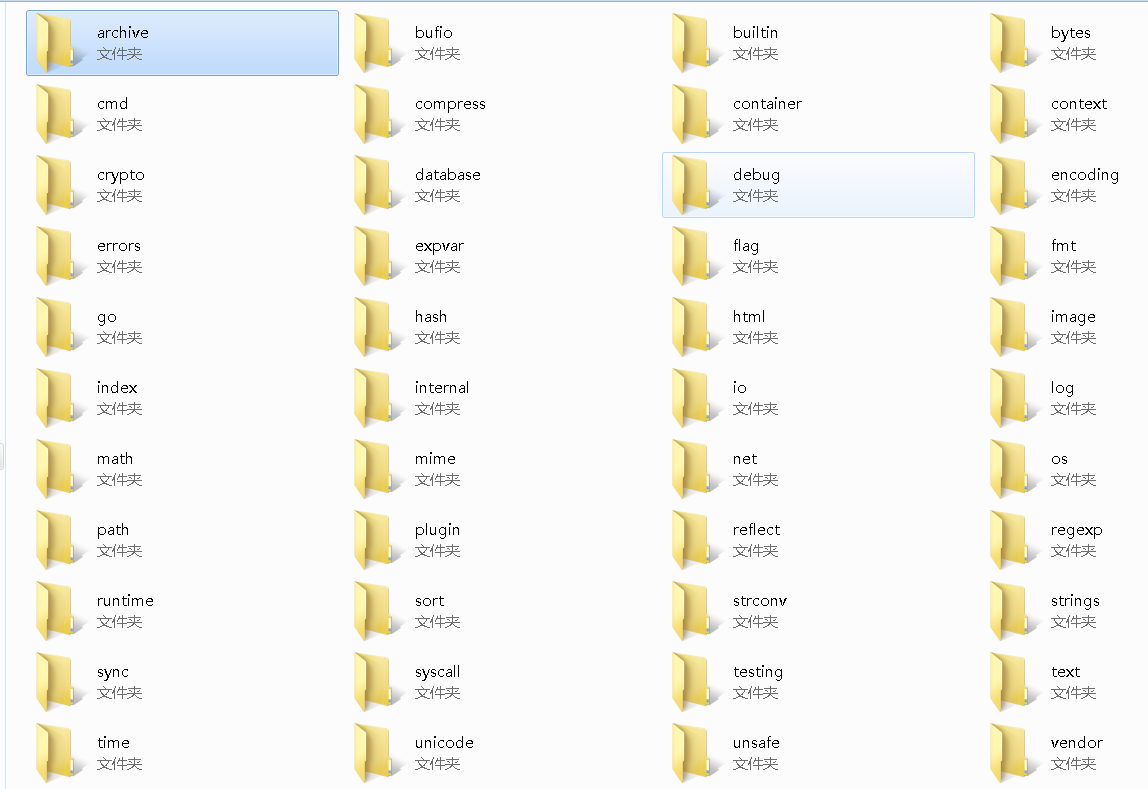 archive
文件夹
bufio
文件夹
builtin
文件夹
bytes
文件夹
cmd
文件夹
compress
文件夹
container
文件夹
context
文件夹
crypto
文件夹
database
文件夹
debug
文件夹
encoding
文件夹
errors
文件夹
expvar
文件夹
flag
文件夹
fmt
文件夹
go
文件夹
hash
文件夹
html
文件夹
image
文件夹
index
文件夹
internal
文件夹
io
文件夹
log
文件夹
math
文件夹
mime
文件夹
net
文件夹
os
文件夹
path
文件夹
plugin
文件夹
reflect
文件夹
regexp
文件夹
runtime
文件夹
sort
文件夹
strconv
文件夹
strings
文件夹
sync
文件夹
syscall
文件夹
testing
文件夹
text
文件夹
time
文件夹
unicode
文件夹
unsafe
文件夹
vendor
文件夹